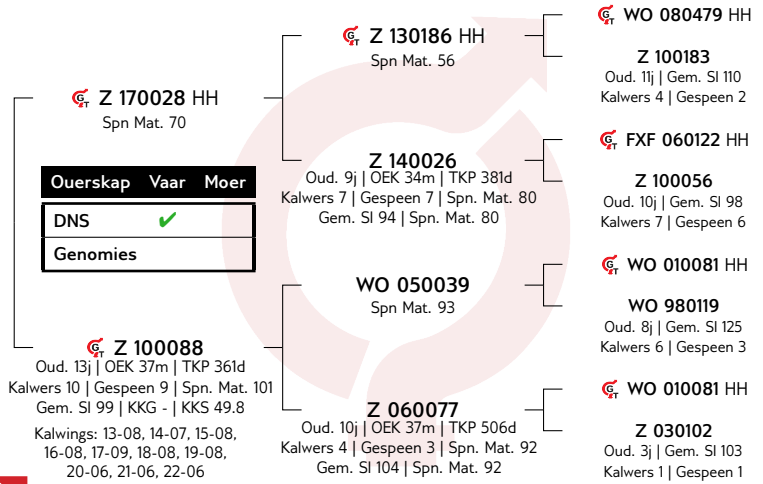 Z 170028 HH
Spn Mat. 70
Ouerskap Vaar Moer
DNS ✔
Genomies
Z 100088
Oud. 13j | OEK 37m | TKP 361d
Kalwers 10 | Gespeen 9 | Spn. Mat. 101
Gem. SI 99 | KKG - | KKS 49.8
Kalwings: 13-08, 14-07, 15-08,
16-08, 17-09, 18-08, 19-08,
20-06, 21-06, 22-06
Z 130186 HH
Spn Mat. 56
Z 140026
Oud. 9j | OEK 34m | TKP 381d
Kalwers 7 | Gespeen 7 | Spn. Mat. 80
Gem. SI 94 | Spn. Mat. 80
WO 050039
Spn Mat. 93
Z 060077
Oud. 10j | OEK 37m | TKP 506d
Kalwers 4 | Gespeen 3 | Spn. Mat. 92
Gem. SI 104 | Spn. Mat. 92
WO 080479 HH
Z 100183
Oud. 11j | Gem. SI 110
Kalwers 4 | Gespeen 2
FXF 060122 HH
Z 100056
Oud. 10j | Gem. SI 98
Kalwers 7 | Gespeen 6
WO 010081 HH
WO 980119
Oud. 8j | Gem. SI 125
Kalwers 6 | Gespeen 3
WO 010081 HH
Z 030102
Oud. 3j | Gem. SI 103
Kalwers 1 | Gespeen 1